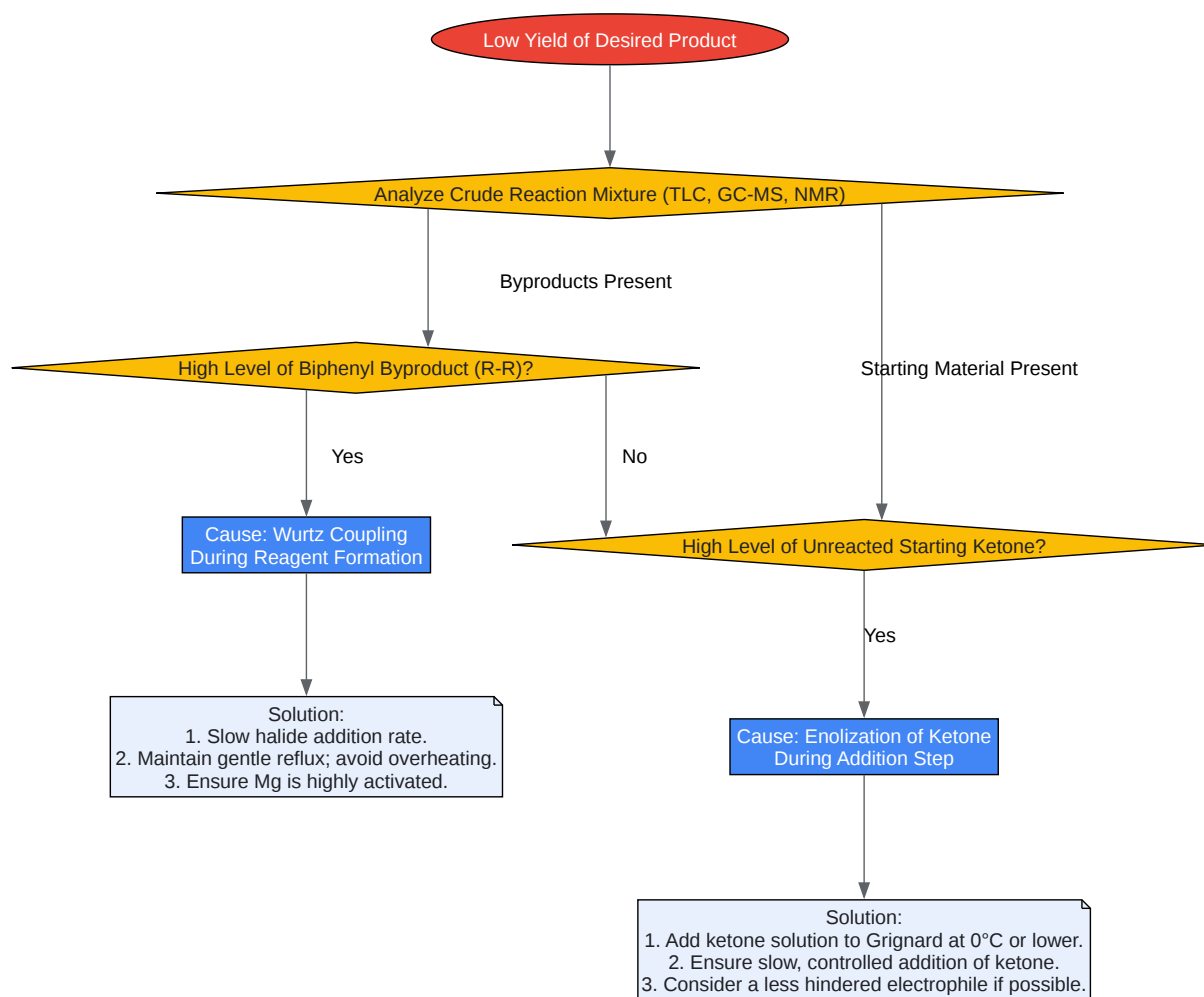 Low Yield of Desired Product
Analyze Crude Reaction Mixture (TLC, GC-MS, NMR)
Byproducts Present
High Level of Biphenyl Byproduct (R-R)?
Starting Material Present
Yes
No
Cause: Wurtz Coupling
During Reagent Formation
High Level of Unreacted Starting Ketone?
Yes
Solution:
1. Slow halide addition rate.
2. Maintain gentle reflux; avoid overheating.
3. Ensure Mg is highly activated.
Cause: Enolization of Ketone
During Addition Step
Solution:
1. Add ketone solution to Grignard at 0°C or lower.
2. Ensure slow, controlled addition of ketone.
3. Consider a less hindered electrophile if possible.